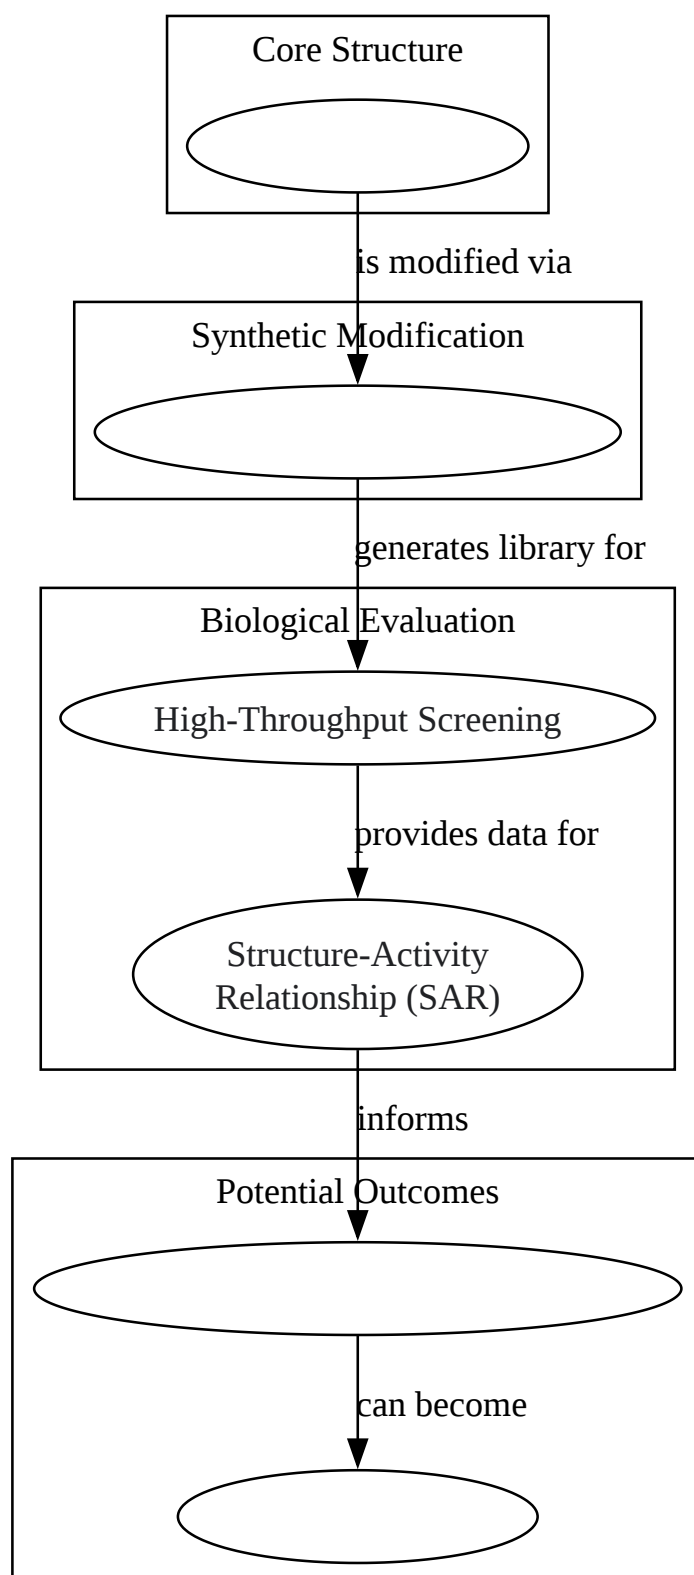 Core Structure
is modified via
Synthetic Modification
generates library for
Biological Evaluation
High-Throughput Screening
provides data for
Structure-Activity
Relationship (SAR)
informs
Potential Outcomes
can become